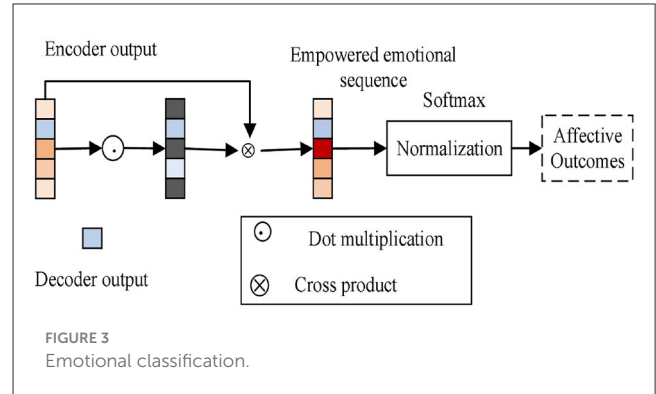 Encoder output
Empowered emotional
sequence
Softmax
Normalization
Affective
Outcomes
Decoder output
Dot multiplication
Cross product
FIGURE 3
Emotional classification.